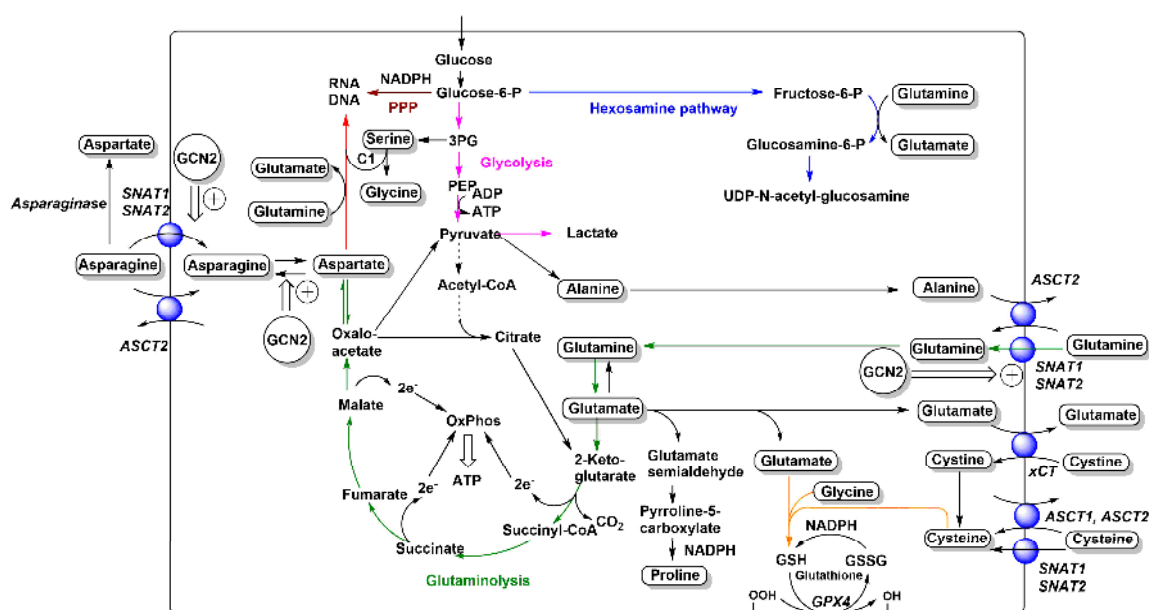 Glucose
NADPH
RNA
DNA
Glucose-6-P
PPP
Hexosamine pathway
Fructose-6-P
Glutamine
Glucosamine-6-P
Glutamate
UDP-N-acetyl-glucosamine
Aspartate
GCN2
SNAT1
SNAT2
Asparaginase
Serine
3PG
C1
Glycolysis
Glutamate
Glycine
PEP
ADP
ATP
Glutamine
Pyruvate
Lactate
Asparagine
Asparagine
Aspartate
Acetyl-CoA
Alanine
Alanine
ASCT2
GCN2
ASCT2
Oxalo-
acetate
Citrate
Glutamine
Glutamine
Glutamine
GCN2
SNAT1
SNAT2
Malate
2e-
Glutamate
Glutamate
Glutamate
OxPhos
ATP
2-Keto-
glutarate
Glutamate
semialdehyde
Glutamate
Cystine
Cystine
xCT
Fumarate
2e-
2e-
Glycine
Pyrroline-5-
carboxylate
Succinyl-CoA
CO2
NADPH
ASCT1, ASCT2
Cysteine
Cysteine
Succinate
NADPH
GSH
GSSG
Glutathione
SNAT1
SNAT2
Glutaminolysis
Proline
OOH
GPX4
OH